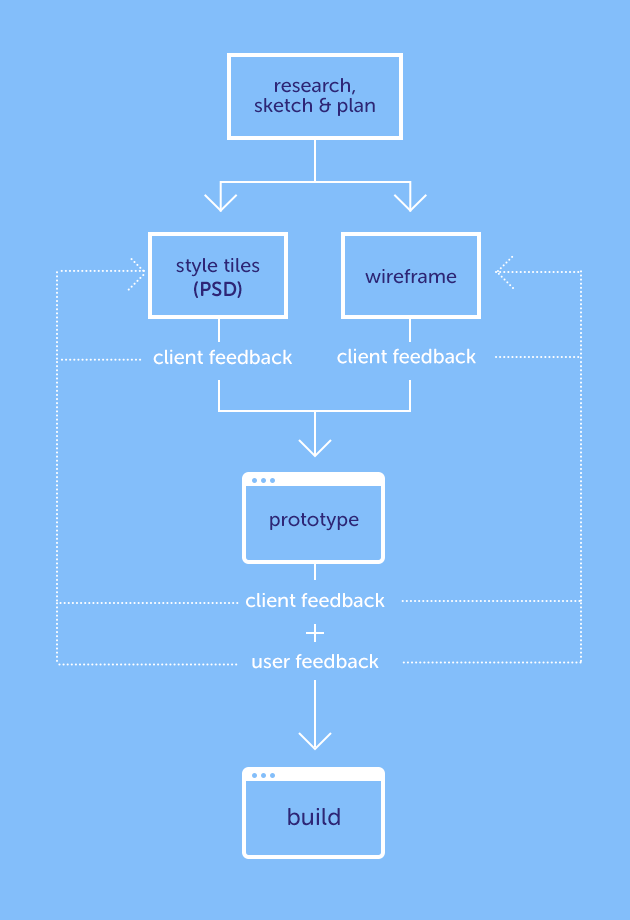 research,
sketch & plan
style tiles
(PSD)
wireframe
client feedback
client feedback
prototype
client feedback
+
user feedback
build